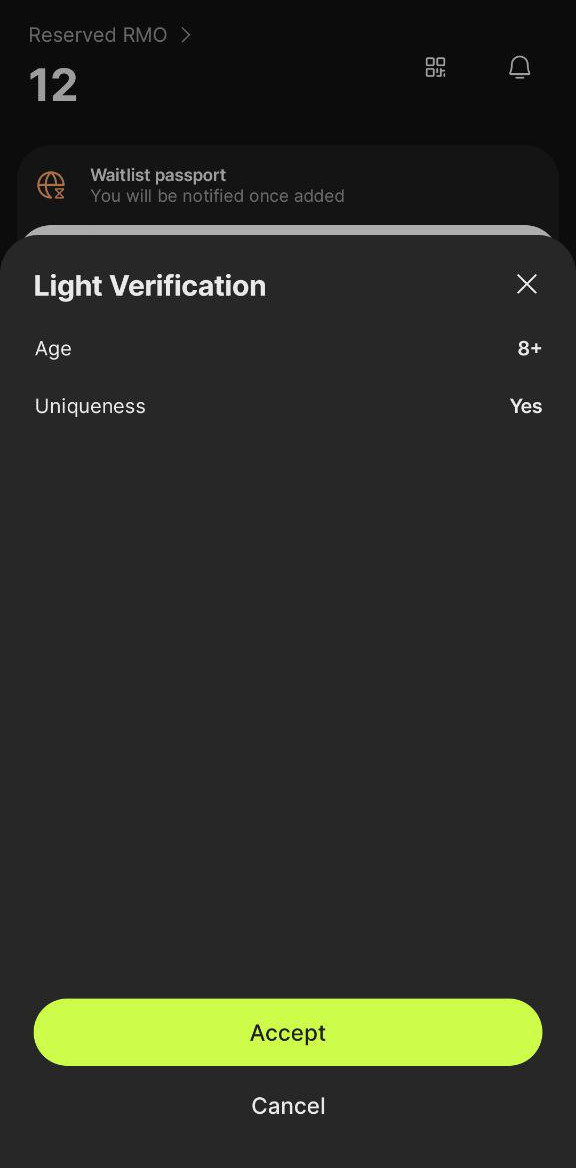 Reserved RMO
12
Waitlist passport
You will be notified once added
Light Verification
Age 8+
Uniqueness Yes
Accept
Cancel